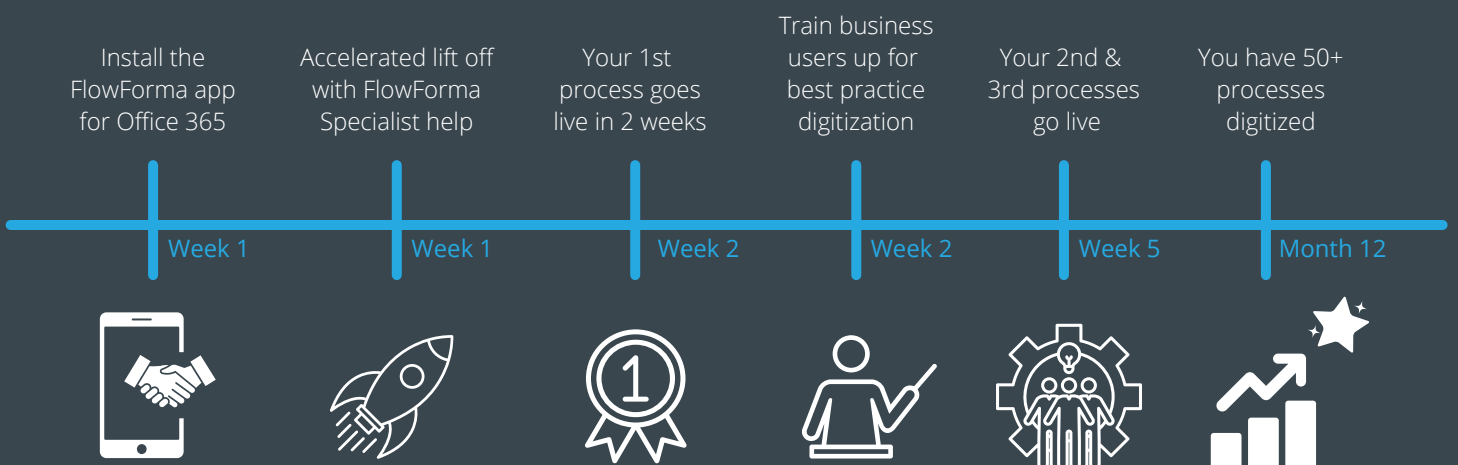 Install the
FlowForma app
for Office 365
Accelerated lift off
with FlowForma
Specialist help
Your 1st
process goes
live in 2 weeks
Train business
users up for
best practice
digitization
Your 2nd &
3rd processes
go live
You have 50+
processes
digitized
Week 1
Week 1
Week 2
Week 2
Week 5
Month 12
1